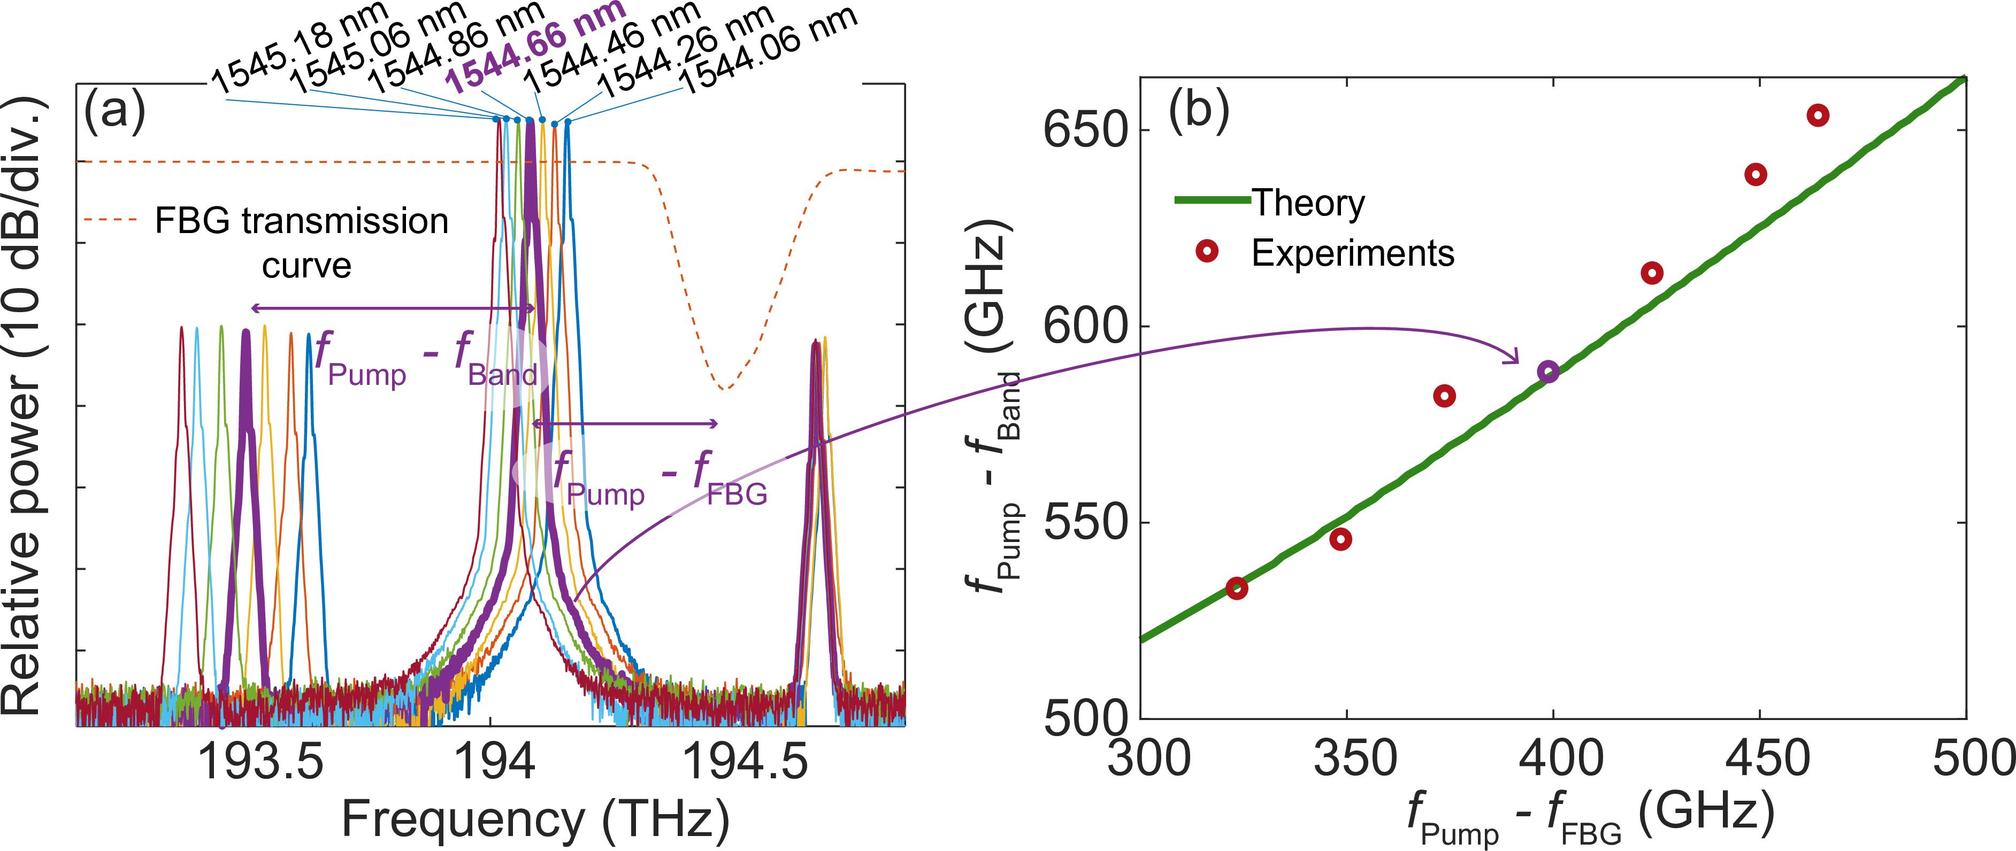 1545.18 nm
1545.06 nm
1544.86 nm
1544.66 nm
1544.46 nm
1544.26 nm
1544.06 nm
(a)
FBG transmission
curve
fPump - fBand
fPump - fFBG
Relative power (10 dB/div.)
193.5
194
194.5
Frequency (THz)
(b)
Theory
Experiments
650
600
550
500
fPump - fBand (GHz)
300
350
400
450
500
fPump - fFBG (GHz)